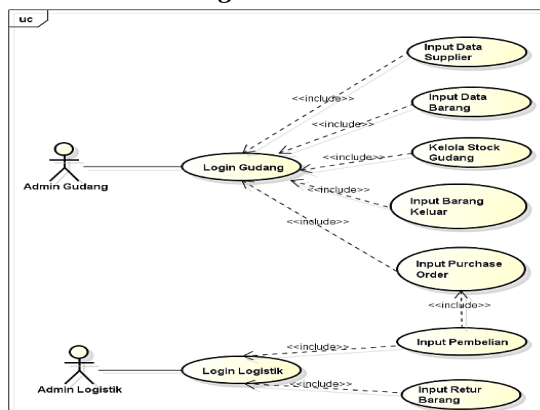 uc
Input Data
Supplier
<<include>>
Input Data
Barang
<<include>>
Kelola Stock
Gudang
<<include>>
Admin Gudang
Login Gudang
Input Barang
Keluar
<<include>>
<<include>>
Input Purchase
Order
<<include>>
Input Pembelian
<<include>>
Admin Logistik
Login Logistik
<<include>>
Input Retur
Barang